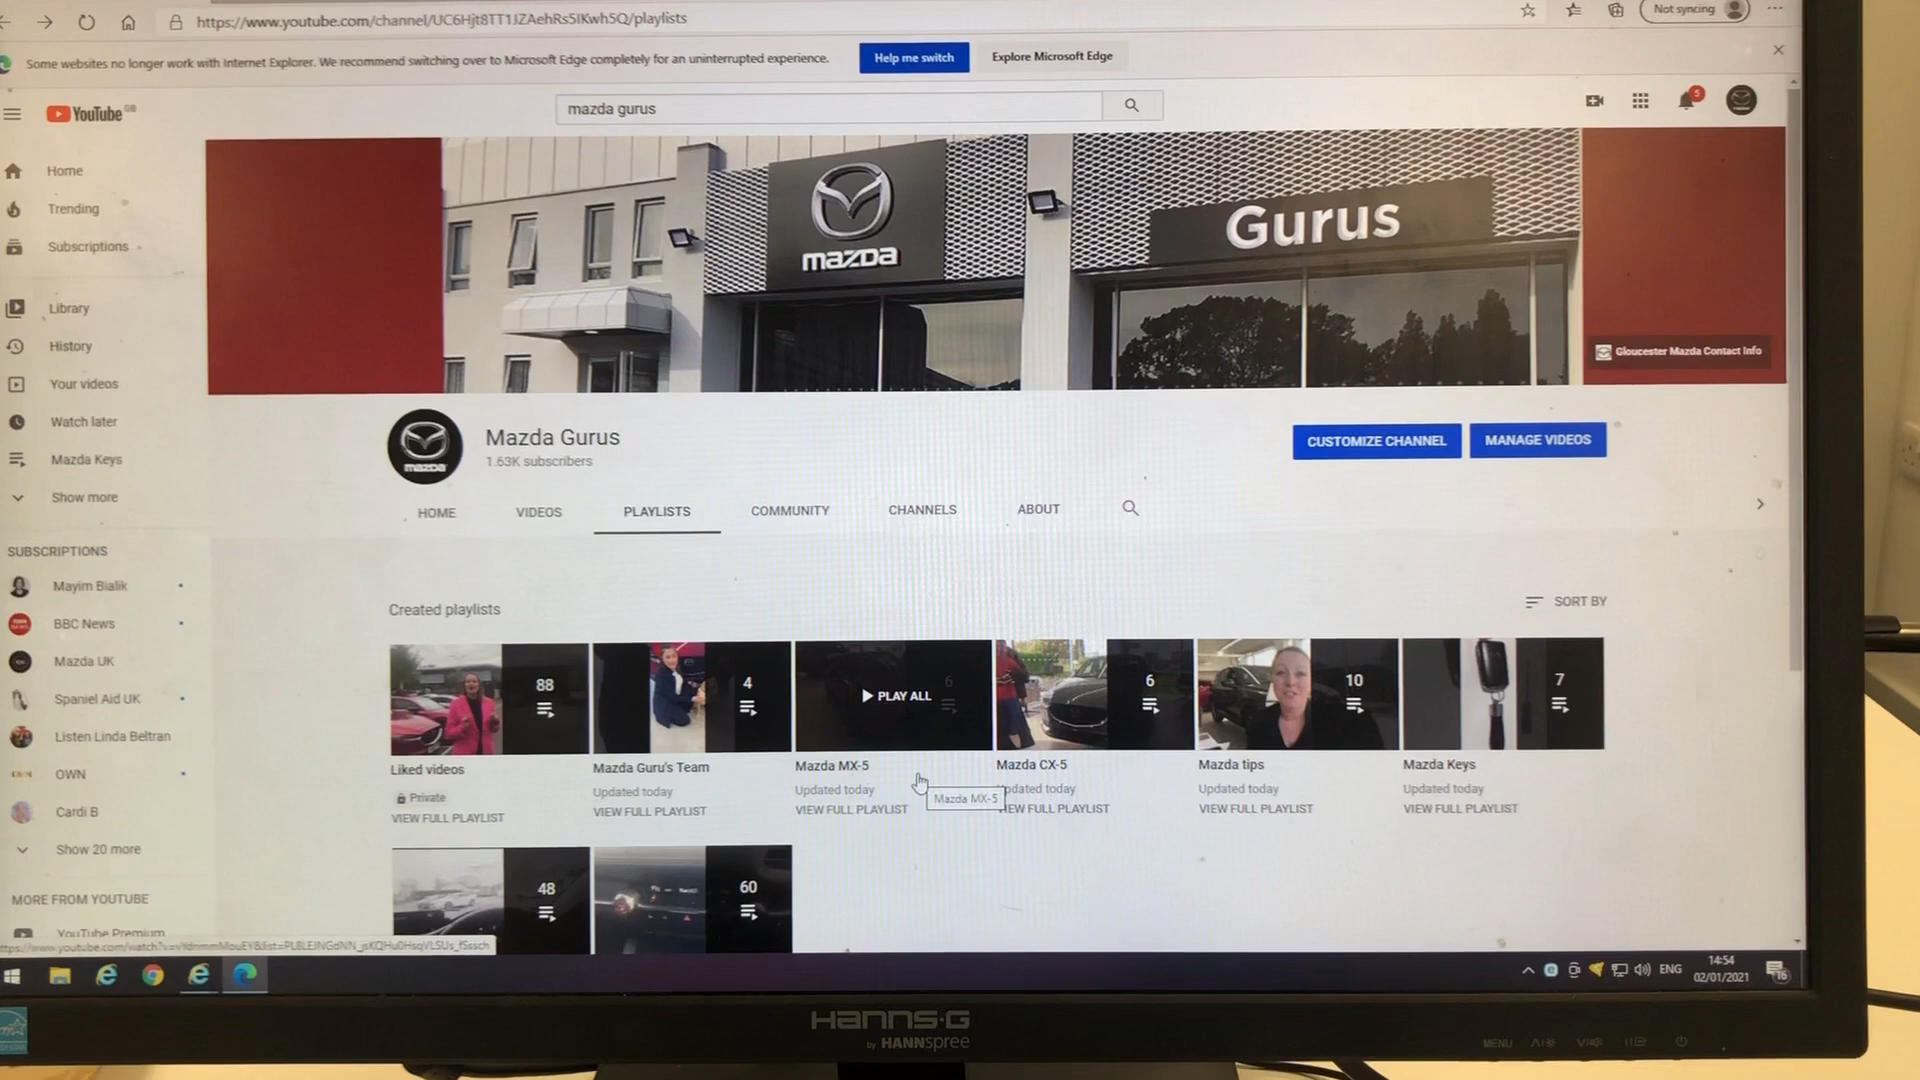 https://www.youtube.com/channel/UC6Hjt8TT1JZAehRs5IKwh5Q/playlists
Not syncing
Some websites no longer work with Internet Explorer. We recommend switching over to Microsoft Edge completely for an uninterrupted experience.
Help me switch
Explore Microsoft Edge
YouTube GB
mazda gurus
5
Home
Trending
Subscriptions
Library
History
Your videos
Watch later
Mazda Keys
Show more
SUBSCRIPTIONS
Mayim Bialik
BBC News
Mazda UK
Spaniel Aid UK
Listen Linda Beltran
OWN
Cardi B
Show 20 more
MORE FROM YOUTUBE
YouTube Premium
mazda
Gurus
Gloucester Mazda Contact Info
mazda
Mazda Gurus
1.63K subscribers
CUSTOMIZE CHANNEL
MANAGE VIDEOS
HOME
VIDEOS
PLAYLISTS
COMMUNITY
CHANNELS
ABOUT
Created playlists
SORT BY
88
Liked videos
Private
VIEW FULL PLAYLIST
4
Mazda Guru's Team
Updated today
VIEW FULL PLAYLIST
PLAY ALL
6
Mazda MX-5
Updated today
VIEW FULL PLAYLIST
Mazda MX-5
6
Mazda CX-5
Updated today
VIEW FULL PLAYLIST
10
Mazda tips
Updated today
VIEW FULL PLAYLIST
7
Mazda Keys
Updated today
VIEW FULL PLAYLIST
48
60
ENG
14:54
02/01/2021
16
HANNS·G
by HANNspree
MENU